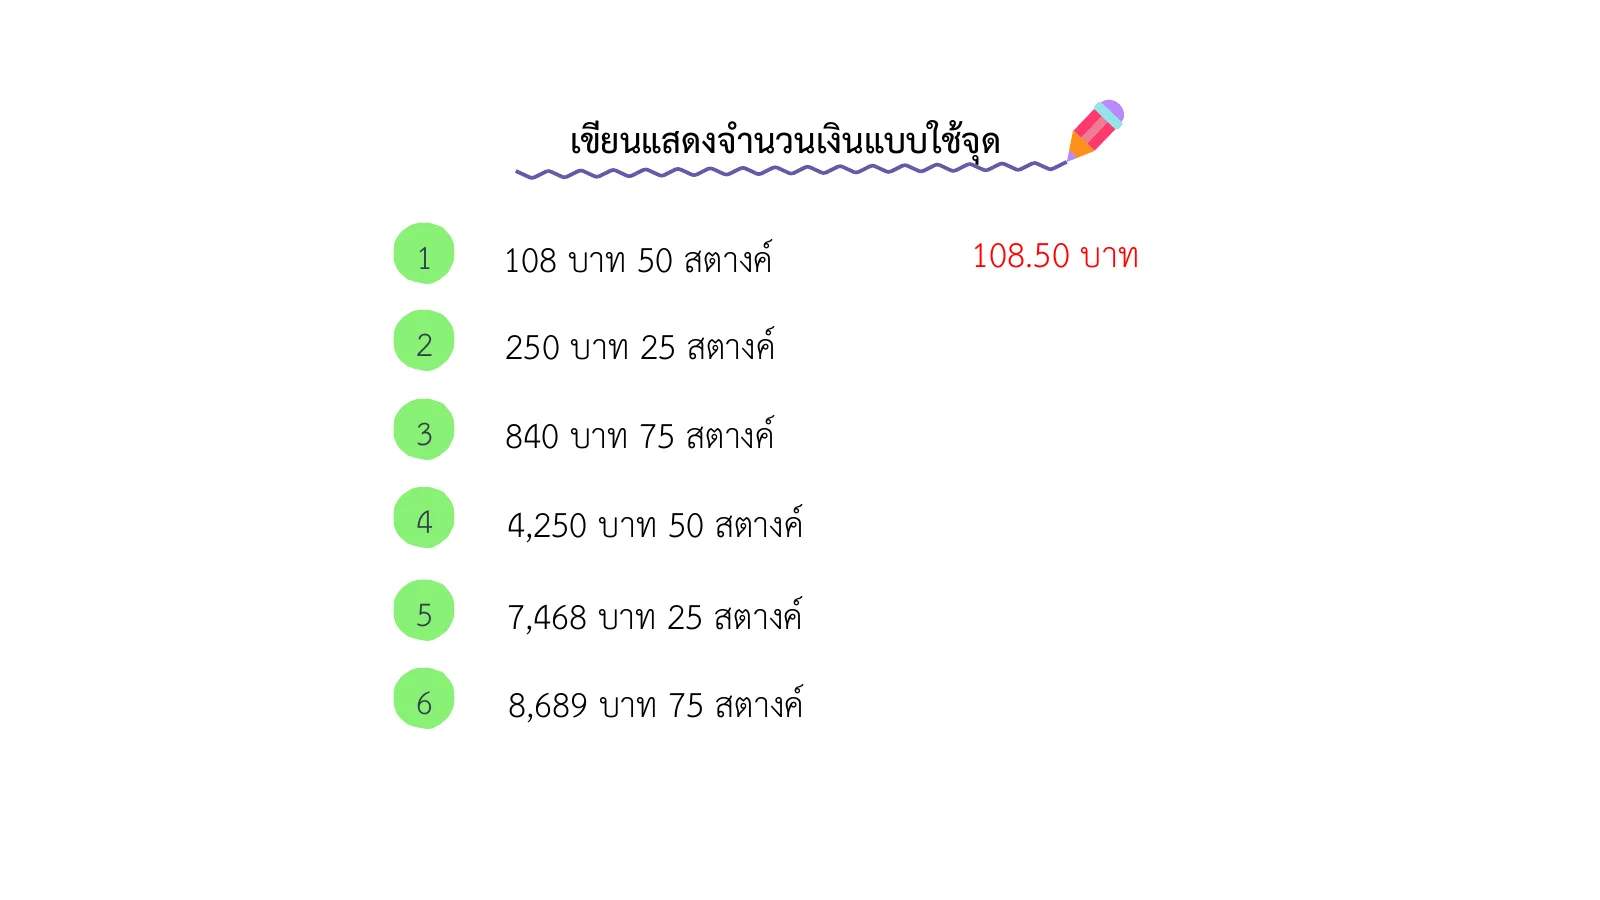 เขียนแสดงจำนวนเงินแบบใช้จุด
1 108 บาท 50 สตางค์ 108.50 บาท
2 250 บาท 25 สตางค์
3 840 บาท 75 สตางค์
4 4,250 บาท 50 สตางค์
5 7,468 บาท 25 สตางค์
6 8,689 บาท 75 สตางค์